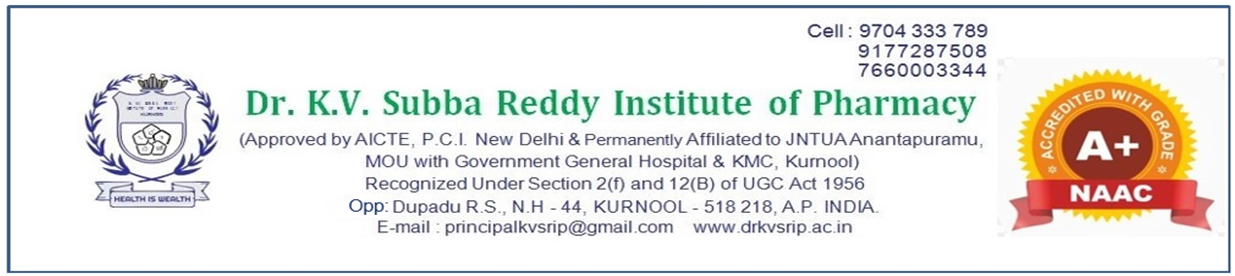 Cell : 9704 333 789
9177287508
7660003344
Dr. K.V. Subba Reddy Institute of Pharmacy
(Approved by AICTE, P.C.I. New Delhi & Permanently Affiliated to JNTUA Anantapuramu,
MOU with Government General Hospital & KMC, Kurnool)
Recognized Under Section 2(f) and 12(B) of UGC Act 1956
Opp: Dupadu R.S., N.H - 44, KURNOOL - 518 218, A.P. INDIA.
E-mail : principalkvsrip@gmail.com www.drkvsrip.ac.in
KURNOOL
HEALTH IS WEALTH
ACCREDITED WITH GRADE
A+
NAAC